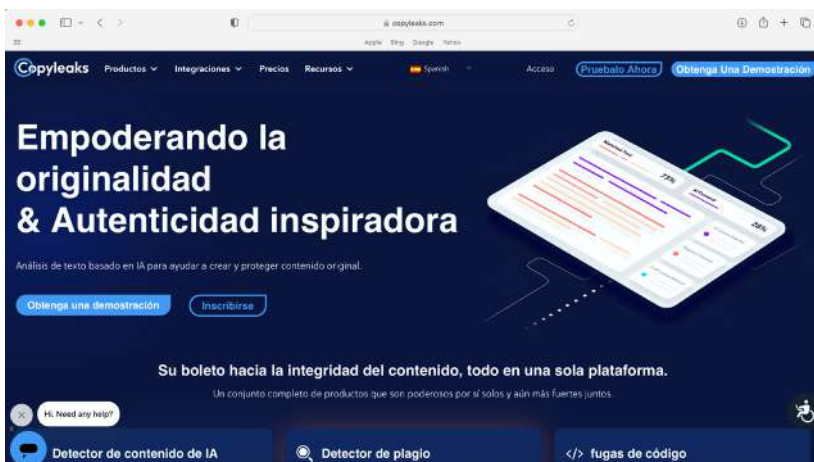 copyleaks.com
Apple Bing Google Yahoo
Copyleaks Productos Integraciones Precios Recursos Spanish Acceso Pruebalo Ahora Obtenga Una Demostración
Empoderando la
originalidad
& Autenticidad inspiradora
73%
28%
Análisis de texto basado en IA para ayudar a crear y proteger contenido original.
Obtenga una demostración Inscribirse
Su boleto hacia la integridad del contenido, todo en una sola plataforma.
Un conjunto completo de productos que son poderosos por sí solos y aún más fuertes juntos.
Hi. Need any help?
Detector de contenido de IA Detector de plagio </> fugas de código